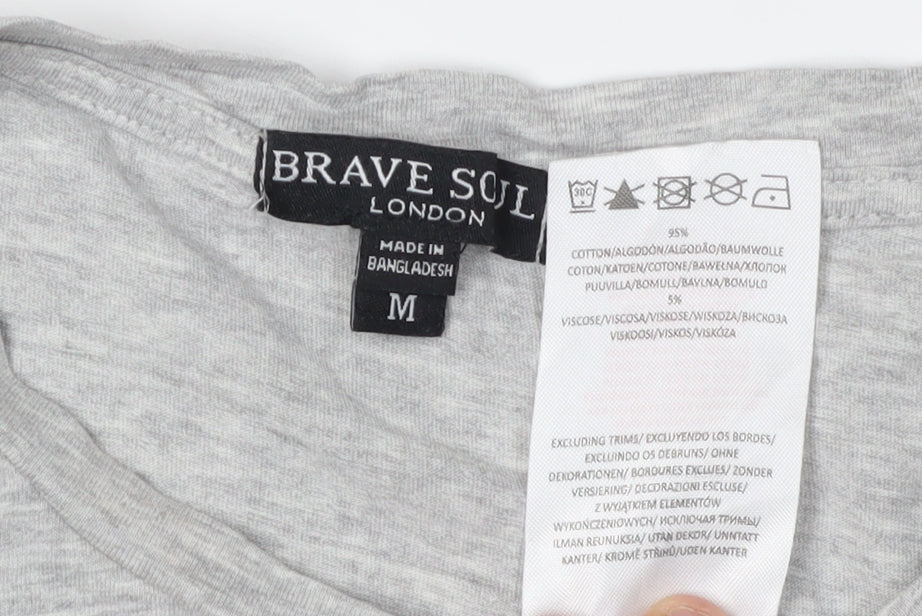 BRAVE SOUL
LONDON
MADE IN
BANGLADESH
M
30C
95%
COTTON/ALGODÓN/ALGODÃO/BAUMWOLLE
COTON/KATOEN/COTONE/BAWEŁNA/ХЛОПОК
PUUVILLA/BOMULL/BAVLNA/BOMULD
5%
VISCOSE/VISCOSA/VISKOSE/WISKOZA/ВИСКОЗА
VISKOOSI/VISKOS/VISKÓZA
EXCLUDING TRIMS/ EXCLUYENDO LOS BORDES/
EXCLUINDO OS DEBRUNS/ OHNE
DEKORATIONEN/ BORDURES EXCLUES/ ZONDER
VERSIERING/ DECORAZIONI ESCLUSE/
Z WYJĄTKIEM ELEMENTÓW
WYKOŃCZENIOWYCH/ ИСКЛЮЧАЯ ТРИМЫ/
ILMAN REUNUKSIA/ UTAN DEKOR/ UNNTATT
KANTER/ KROMĚ STŘIHŮ/UDEN KANTER